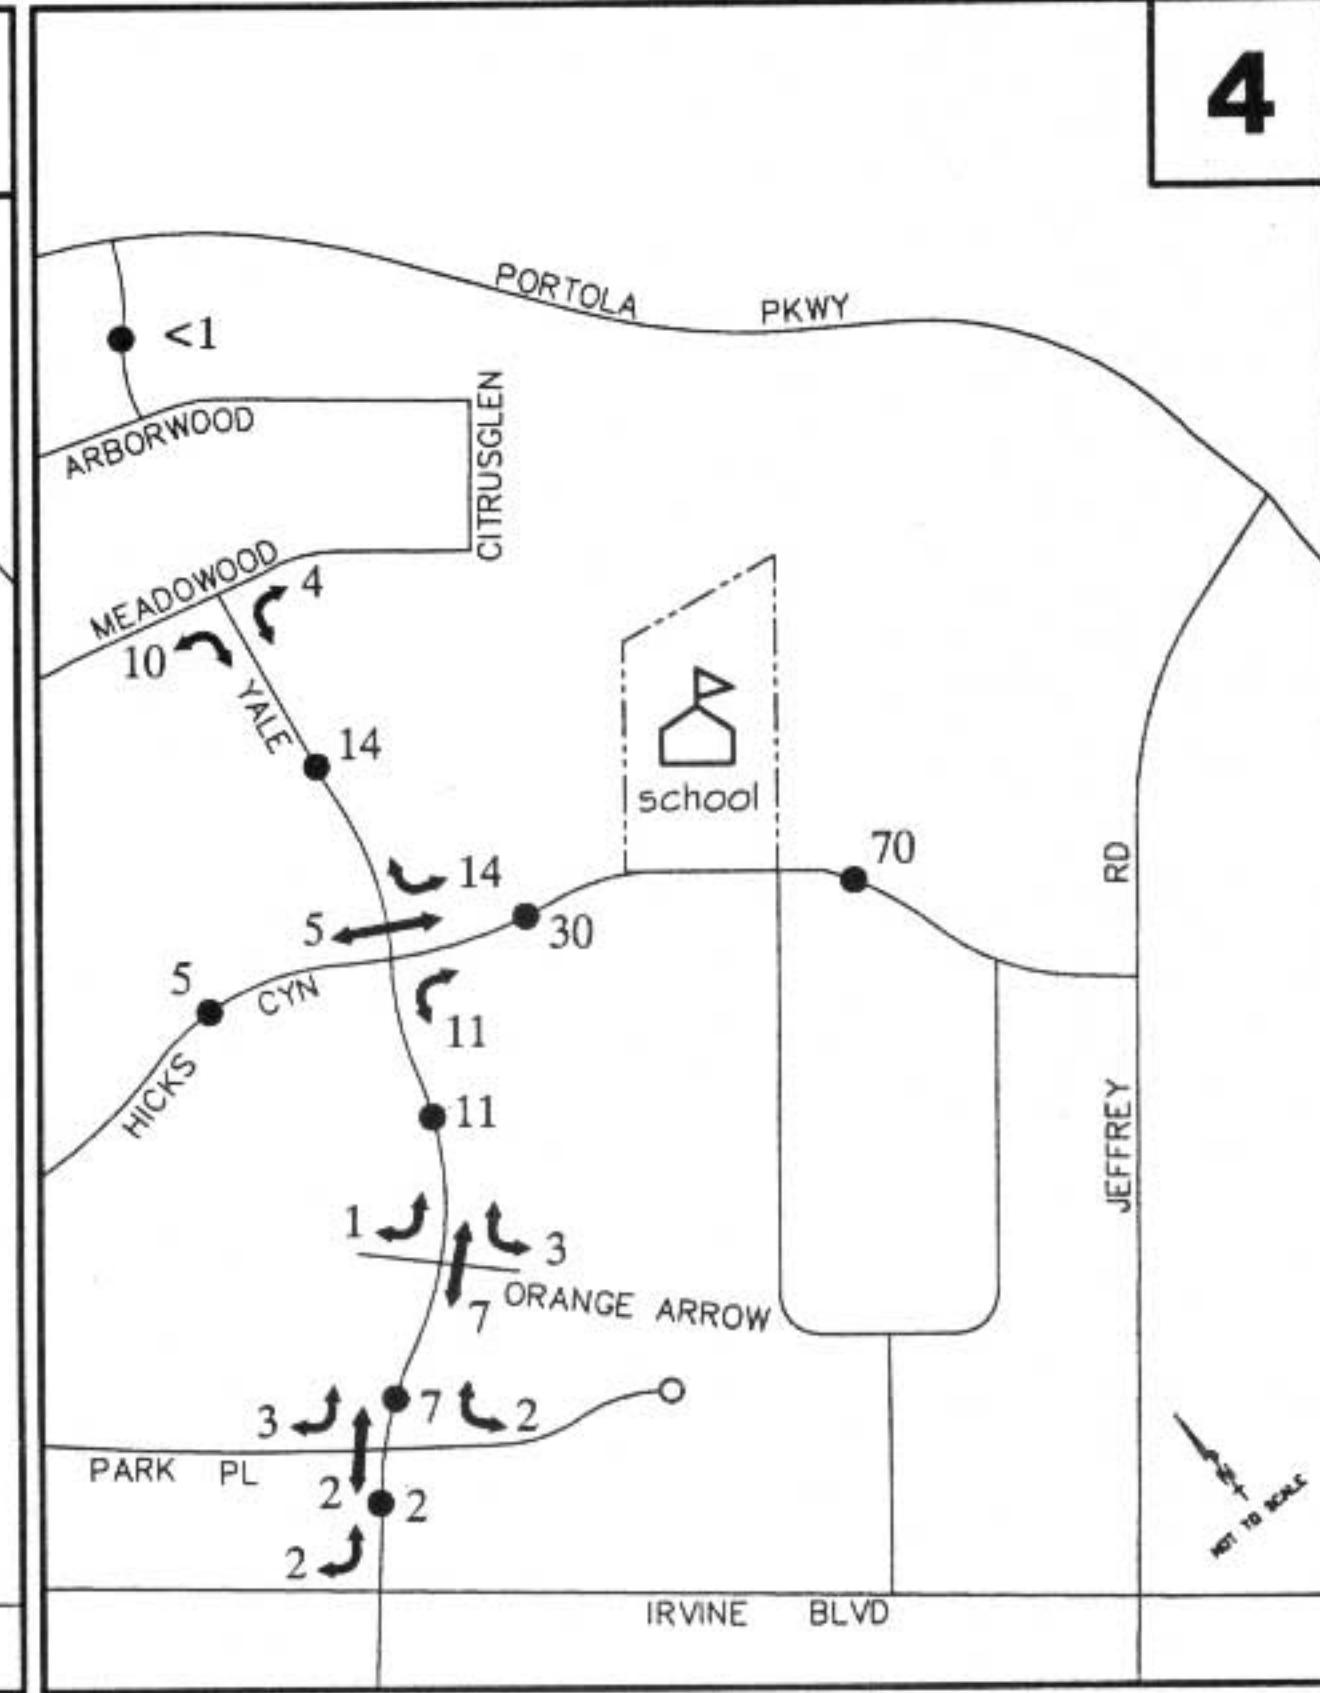 4
PORTOLA PKWY
<1
ARBORWOOD
CITRUSGLEN
MEADOWOOD
4
10
YALE
14
school
14
70
RD
5
30
5
CYN
11
HICKS
11
JEFFREY
1
3
7
ORANGE ARROW
3
7
2
PARK PL
2
2
2
IRVINE BLVD
N
NOT TO SCALE